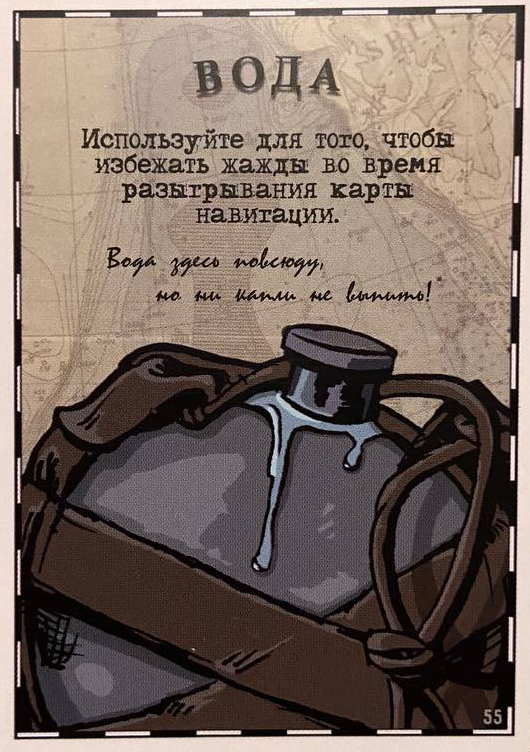 ВОДА
Используйте для того, чтобы
избежать жажды во время
разыгрывания карты
навигации.
Вода здесь повсюду,
но ни капли не выпить!
55